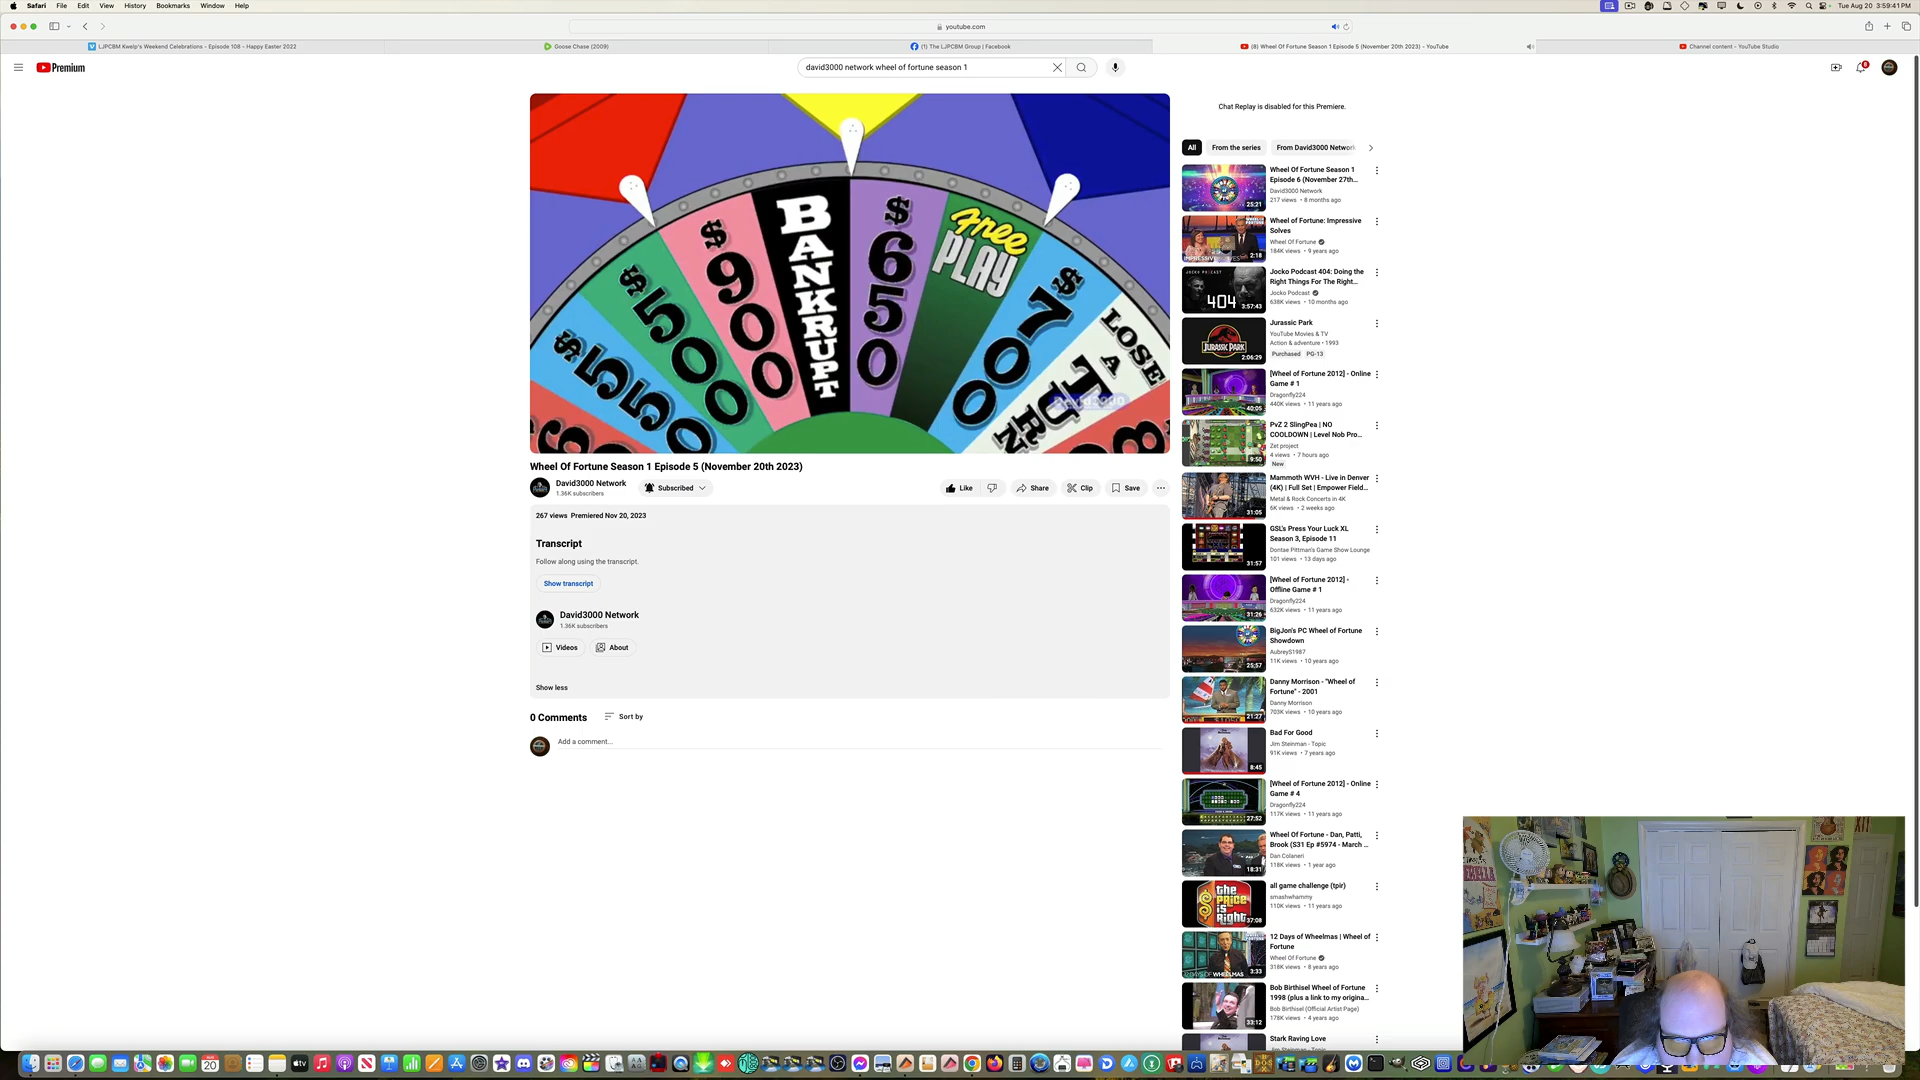 Safari File Edit View History Bookmarks Window Help
Tue Aug 20 3:59:41 PM
youtube.com
LJPCBM Kwelp's Weekend Celebrations - Episode 108 - Happy Easter 2022
Goose Chase (2009)
(1) The LJPCBM Group | Facebook
(8) Wheel Of Fortune Season 1 Episode 5 (November 20th 2023) - YouTube
Channel content - YouTube Studio
Premium
david3000 network wheel of fortune season 1
8
$550
$500
$900
BANKRUPT
$650
Free PLAY
$700
LOSE A TURN
David3000
Wheel Of Fortune Season 1 Episode 5 (November 20th 2023)
David3000 Network
1.36K subscribers
Subscribed
Like
Share
Clip
Save
267 views Premiered Nov 20, 2023
Transcript
Follow along using the transcript.
Show transcript
David3000 Network
1.36K subscribers
Videos
About
Show less
0 Comments
Sort by
Add a comment...
Chat Replay is disabled for this Premiere.
All
From the series
From David3000 Network
Wheel Of Fortune Season 1
Episode 6 (November 27th...
David3000 Network
217 views • 8 months ago
25:21
Wheel of Fortune: Impressive
Solves
Wheel Of Fortune
184K views • 9 years ago
2:18
JOCKO PODCAST
404
Jocko Podcast 404: Doing the
Right Things For The Right...
Jocko Podcast
638K views • 10 months ago
3:57:43
JURASSIC PARK
Jurassic Park
YouTube Movies & TV
Action & adventure • 1993
Purchased PG-13
2:06:29
[Wheel of Fortune 2012] - Online
Game # 1
Dragonfly224
440K views • 11 years ago
40:05
PvZ 2 SlingPea | NO
COOLDOWN | Level Nob Pro...
Zet project
4 views • 7 hours ago
New
9:50
Mammoth WVH - Live in Denver
(4K) | Full Set | Empower Field...
Metal & Rock Concerts in 4K
6K views • 2 weeks ago
31:05
GSL's Press Your Luck XL
Season 3, Episode 11
Dontae Pittman's Game Show Lounge
101 views • 13 days ago
31:57
[Wheel of Fortune 2012] -
Offline Game # 1
Dragonfly224
632K views • 11 years ago
31:26
BigJon's PC Wheel of Fortune
Showdown
AubreyS1987
11K views • 10 years ago
25:57
Danny Morrison - "Wheel of
Fortune" - 2001
Danny Morrison
703K views • 10 years ago
21:27
Bad For Good
Jim Steinman - Topic
91K views • 7 years ago
8:45
[Wheel of Fortune 2012] - Online
Game # 4
Dragonfly224
117K views • 11 years ago
27:52
Wheel Of Fortune - Dan, Patti,
Brook (S31 Ep #5974 - March ...
Dan Colaneri
118K views • 1 year ago
18:31
the PRICE is Right
all game challenge (tpir)
smashwhammy
110K views • 11 years ago
37:08
12 Days of Wheelmas | Wheel of
Fortune
Wheel Of Fortune
318K views • 8 years ago
3:33
Bob Birthisel Wheel of Fortune
1998 (plus a link to my origina...
Bob Birthisel (Official Artist Page)
178K views • 4 years ago
33:12
Stark Raving Love
AUG
20